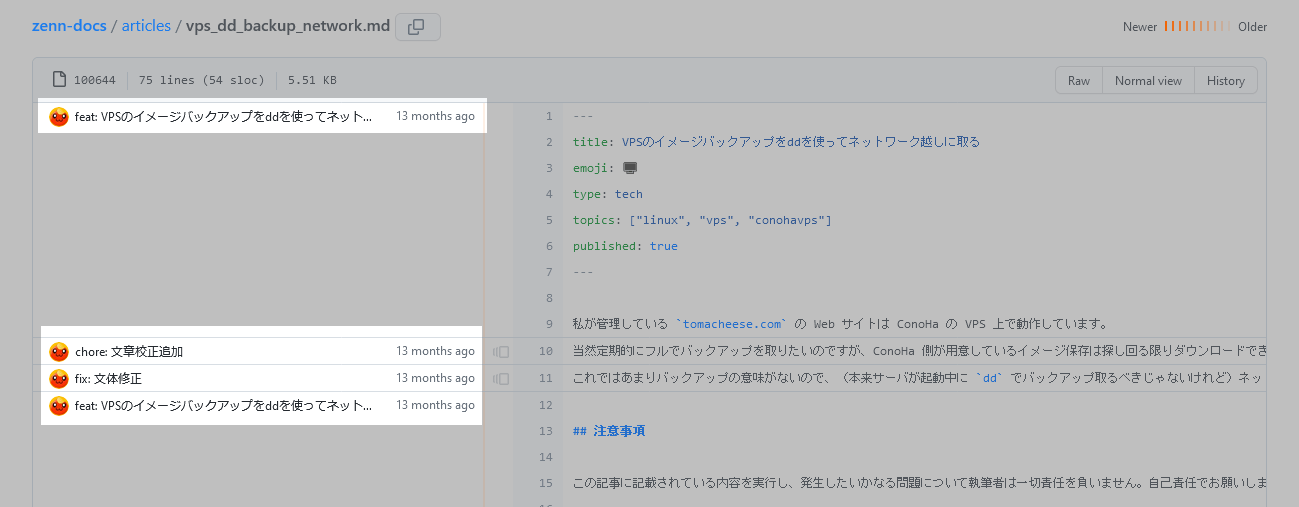 zenn-docs / articles / vps_dd_backup_network.md
Newer Older
100644 75 lines (54 sloc) 5.51 KB
Raw Normal view History
feat: VPSのイメージバックアップをddを使ってネット... 13 months ago
1 ---
2 title: VPSのイメージバックアップをddを使ってネットワーク越しに取る
3 emoji: 🖥
4 type: tech
5 topics: ["linux", "vps", "conohavps"]
6 published: true
7 ---
8
9 私が管理している `tomacheese.com` の Web サイトは ConoHa の VPS 上で動作しています。
chore: 文章校正追加 13 months ago
10 当然定期的にフルでバックアップを取りたいのですが、ConoHa 側が用意しているイメージ保存は探し回る限りダウンロードでき
fix: 文体修正 13 months ago
11 これではあまりバックアップの意味がないので、（本来サーバが起動中に `dd` でバックアップ取るべきじゃないけれど）ネッ
feat: VPSのイメージバックアップをddを使ってネット... 13 months ago
12
13 ## 注意事項
14
15 この記事に記載されている内容を実行し、発生したいかなる問題について執筆者は一切責任を負いません。自己責任でお願いしま